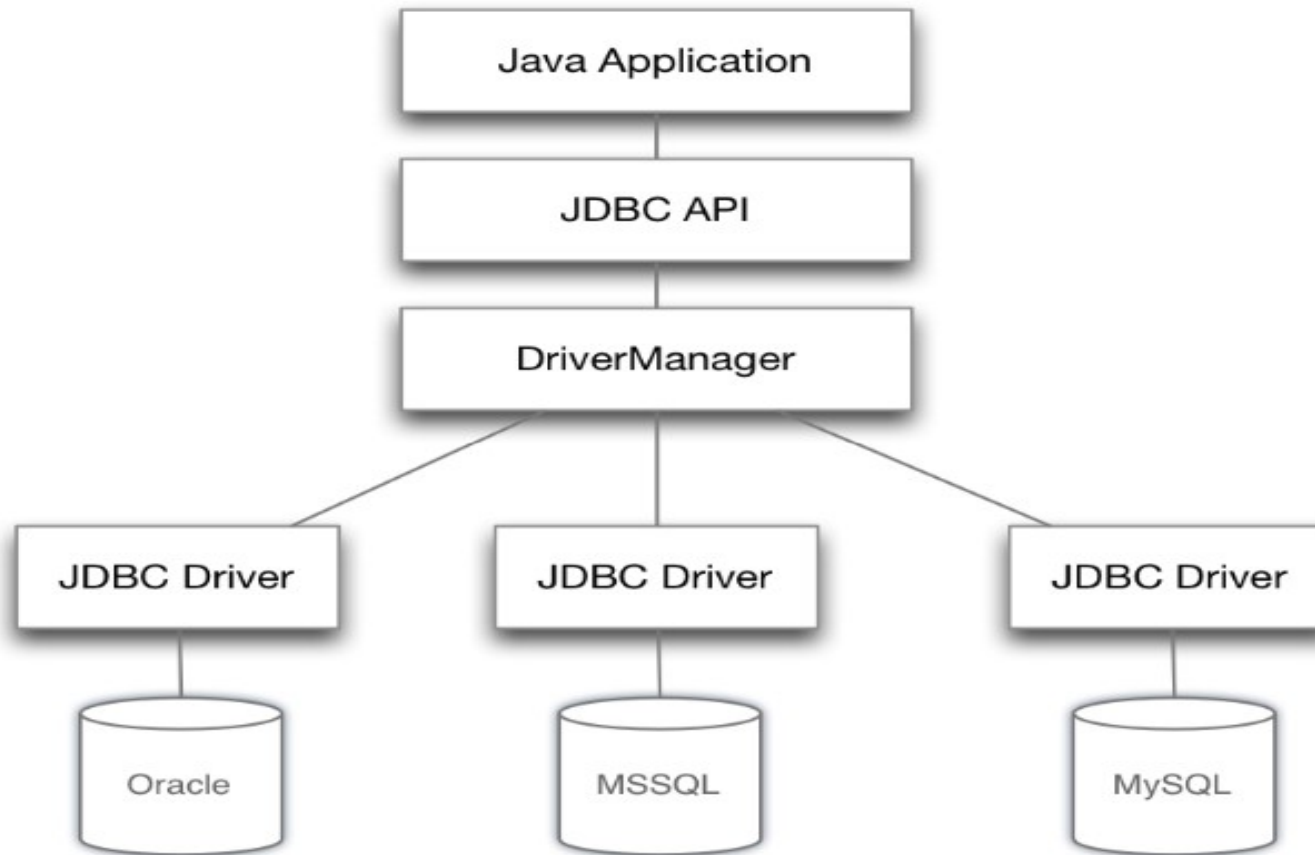 Java Application
JDBC API
DriverManager
JDBC Driver
JDBC Driver
JDBC Driver
Oracle
MSSQL
MySQL